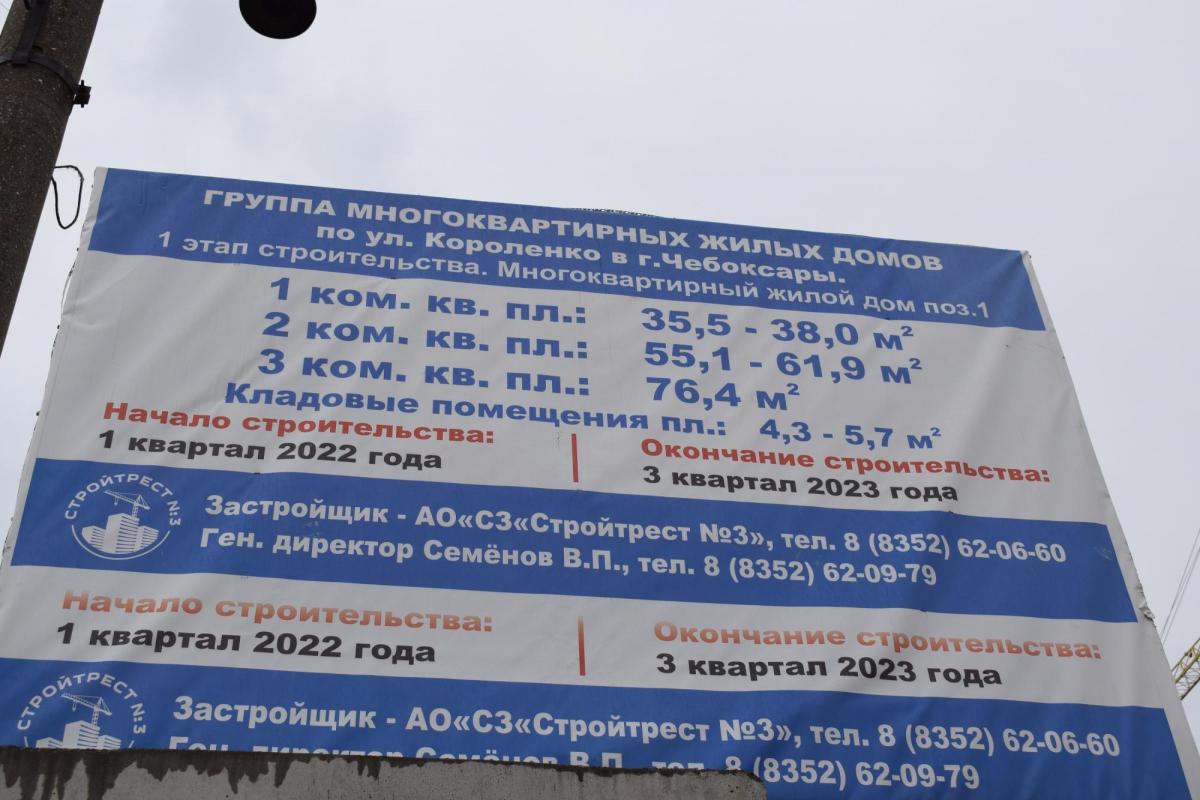 ГРУППА МНОГОКВАРТИРНЫХ ЖИЛЫХ ДОМОВ
по ул. Короленко в г.Чебоксары.
1 этап строительства. Многоквартирный жилой дом поз.1
1 ком. кв. пл.: 35,5 - 38,0 м²
2 ком. кв. пл.: 55,1 - 61,9 м²
3 ком. кв. пл.: 76,4 м²
Кладовые помещения пл.: 4,3 - 5,7 м²
Начало строительства: Окончание строительства:
1 квартал 2022 года 3 квартал 2023 года
СТРОЙТРЕСТ №3
Застройщик - АО«СЗ«Стройтрест №3», тел. 8 (8352) 62-06-60
Ген. директор Семёнов В.П., тел. 8 (8352) 62-09-79
Начало строительства: Окончание строительства:
1 квартал 2022 года 3 квартал 2023 года
СТРОЙТРЕСТ №3
Застройщик - АО«СЗ«Стройтрест №3», тел. 8 (8352) 62-06-60
Ген. директор Семёнов В.П., тел. 8 (8352) 62-09-79